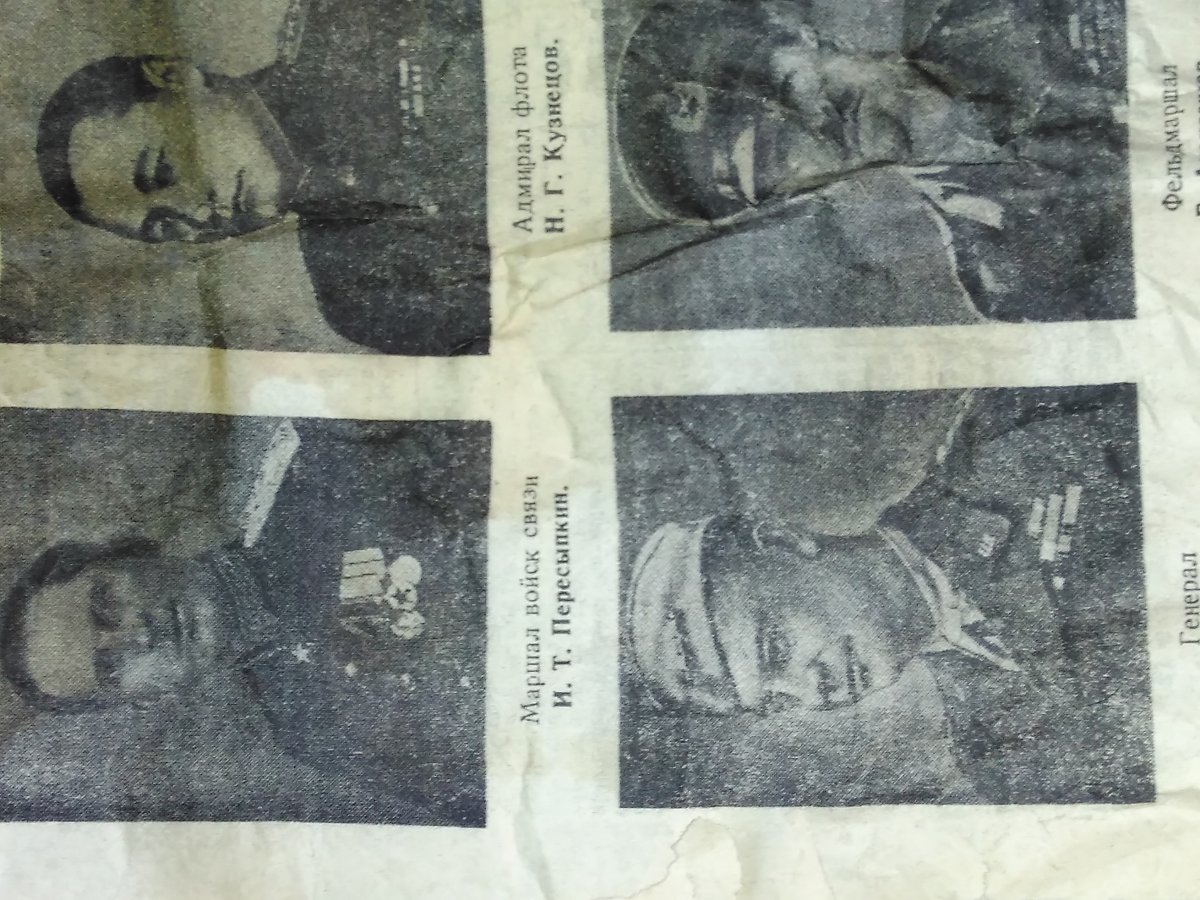 Маршал войск связи
И. Т. Пересыпкин.
Адмирал флота
Н. Г. Кузнецов.
Генерал
Фельдмаршал